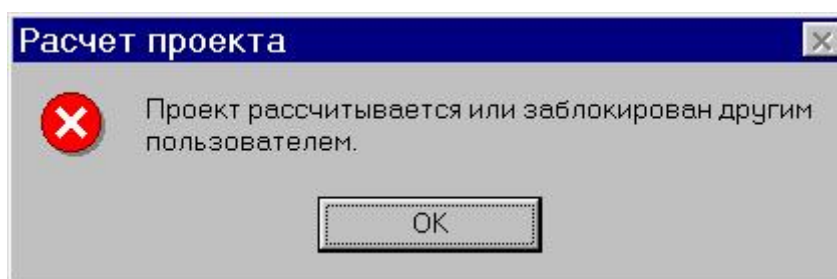 Расчет проекта
Проект рассчитывается или заблокирован другим
пользователем.
OK